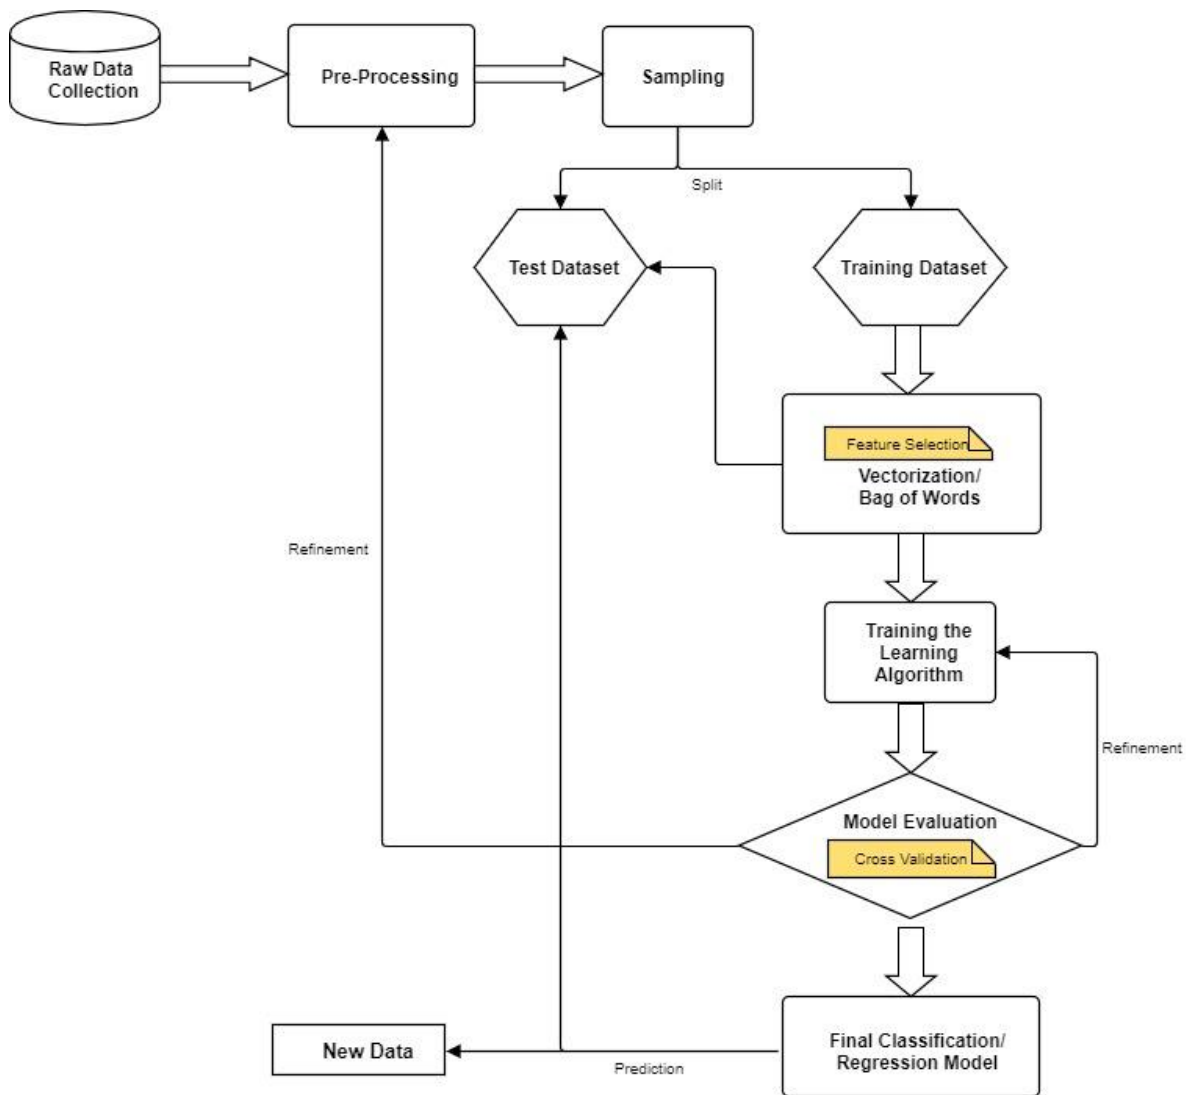 Raw Data
Collection
Pre-Processing
Sampling
Split
Test Dataset
Training Dataset
Feature Selection
Vectorization/
Bag of Words
Refinement
Training the
Learning
Algorithm
Refinement
Model Evaluation
Cross Validation
Final Classification/
Regression Model
New Data
Prediction